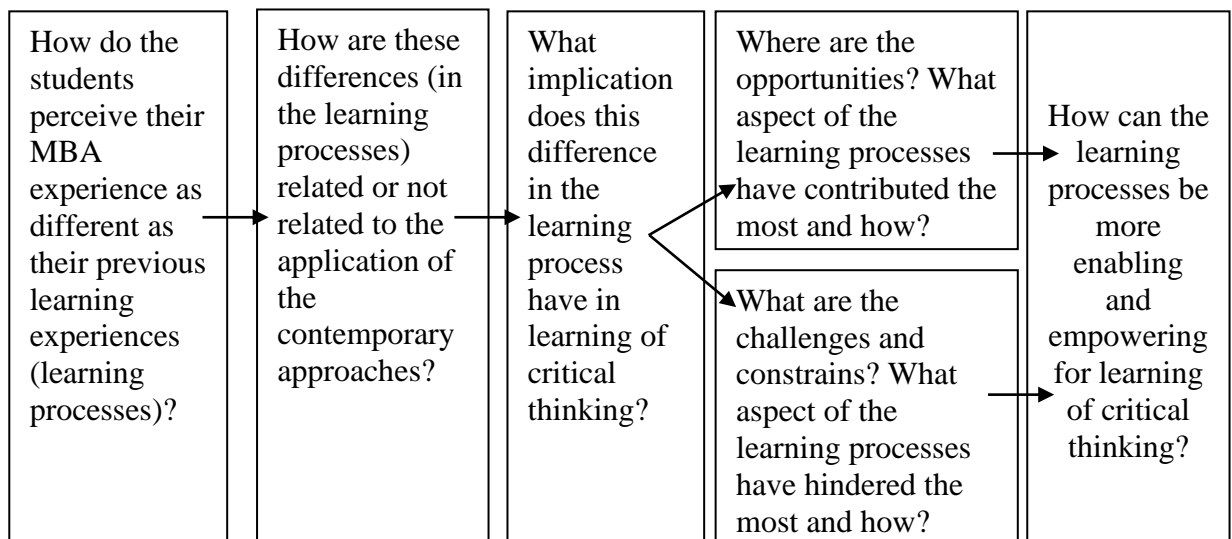 How do the
students
perceive their
MBA
experience as
different as
their previous
learning
experiences
(learning
processes)?
How are these
differences (in
the learning
processes)
related or not
related to the
application of
the
contemporary
approaches?
What
implication
does this
difference
in the
learning
process
have in
learning of
critical
thinking?
Where are the
opportunities? What
aspect of the
learning processes
have contributed the
most and how?
What are the
challenges and
constrains? What
aspect of the
learning processes
have hindered the
most and how?
How can the
learning
processes be
more
enabling
and
empowering
for learning
of critical
thinking?